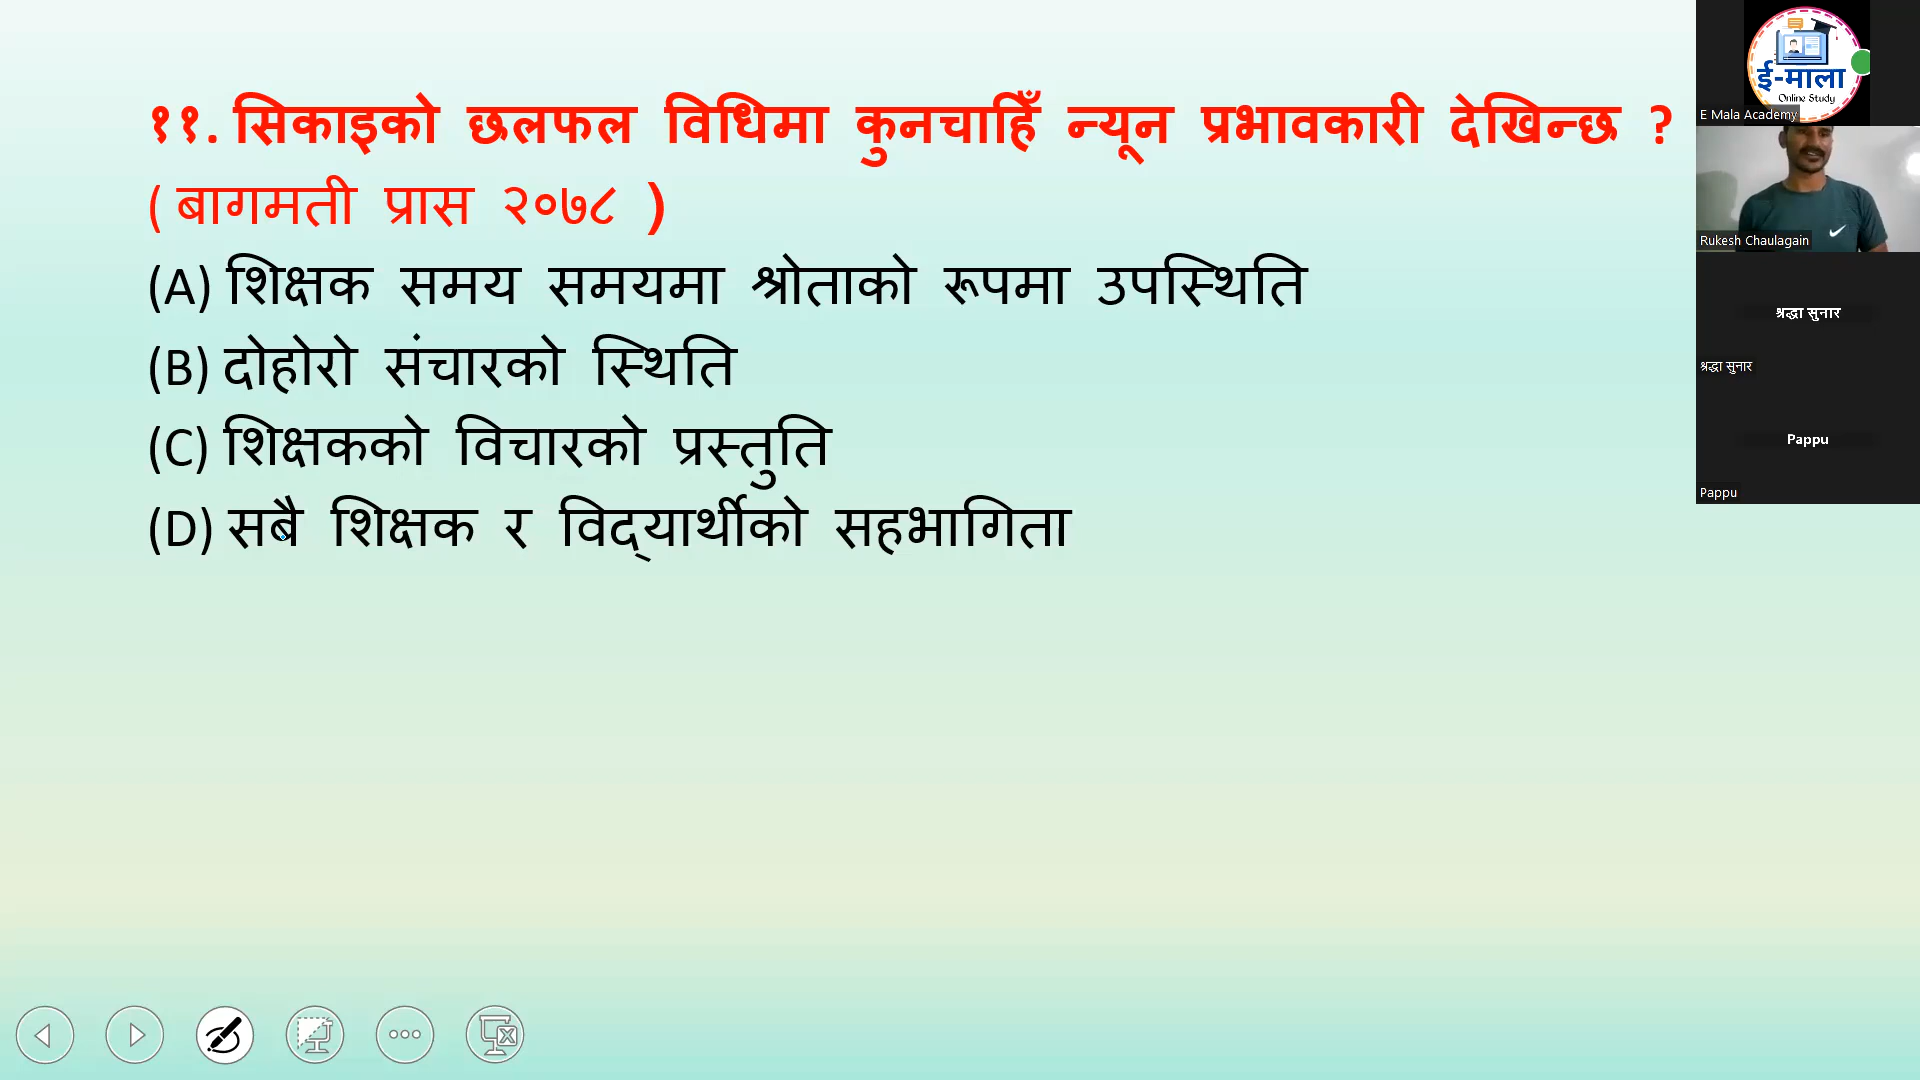 ११. सिकाइको छलफल विधिमा कुनचाहिँ न्यून प्रभावकारी देखिन्छ ?
( बागमती प्रास २०७८ )
(A) शिक्षक समय समयमा श्रोताको रूपमा उपस्थिति
(B) दोहोरो संचारको स्थिति
(C) शिक्षकको विचारको प्रस्तुति
(D) सबै शिक्षक र विद्यार्थीको सहभागिता
ई-माला
Online Study
E Mala Academy
Rukesh Chaulagain
श्रद्धा सुनार
श्रद्धा सुनार
Pappu
Pappu